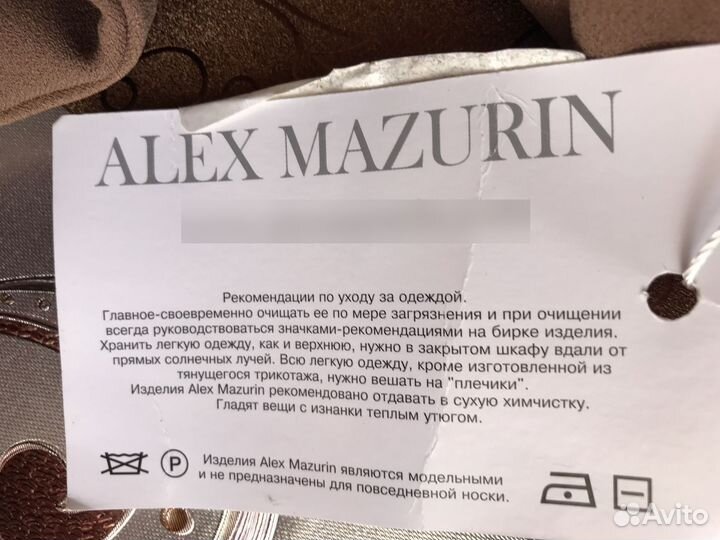 ALEX MAZURIN
Рекомендации по уходу за одеждой.
Главное-своевременно очищать ее по мере загрязнения и при очищении
всегда руководствоваться значками-рекомендациями на бирке изделия.
Хранить легкую одежду, как и верхнюю, нужно в закрытом шкафу вдали от
прямых солнечных лучей. Всю легкую одежду, кроме изготовленной из
тянущегося трикотажа, нужно вешать на "плечики".
Изделия Alex Mazurin рекомендовано отдавать в сухую химчистку.
Гладят вещи с изнанки теплым утюгом.
P
Изделия Alex Mazurin являются модельными
и не предназначены для повседневной носки.
Avito